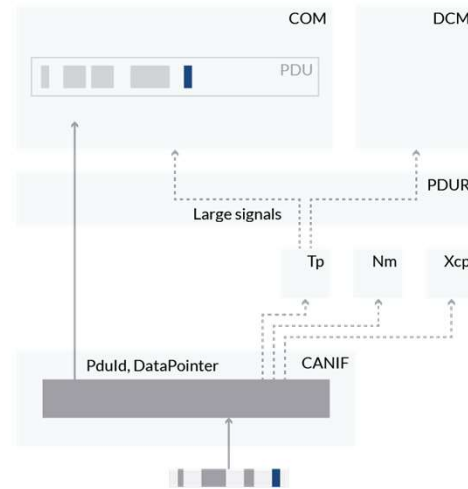 COM
DCM
PDU
PDUR
Large signals
Tp
Nm
Xcp
PduId, DataPointer
CANIF